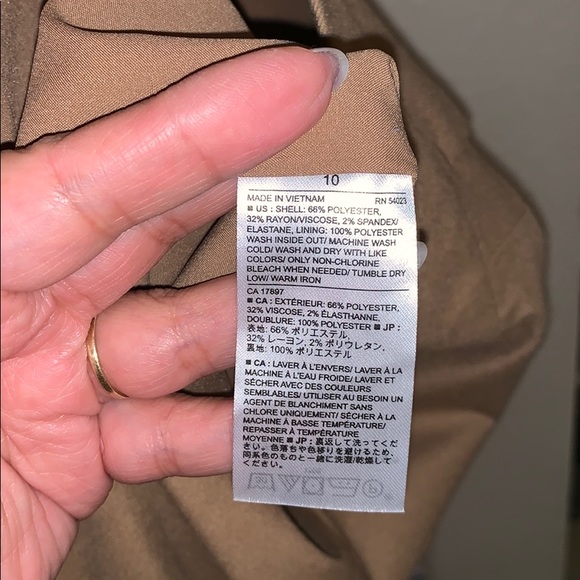 10
MADE IN VIETNAM RN 54023
■ US : SHELL: 66% POLYESTER,
32% RAYON/VISCOSE, 2% SPANDEX/
ELASTANE, LINING: 100% POLYESTER
WASH INSIDE OUT/ MACHINE WASH
COLD/ WASH AND DRY WITH LIKE
COLORS/ ONLY NON-CHLORINE
BLEACH WHEN NEEDED/ TUMBLE DRY
LOW/ WARM IRON
CA 17897
■ CA : EXTÉRIEUR: 66% POLYESTER,
32% VISCOSE, 2% ÉLASTHANNE,
DOUBLURE: 100% POLYESTER ■ JP :
表地: 66% ポリエステル,
32% レーヨン, 2% ポリウレタン,
裏地: 100% ポリエステル
■ CA : LAVER À L'ENVERS/ LAVER À LA
MACHINE À L'EAU FROIDE/ LAVER ET
SÉCHER AVEC DES COULEURS
SEMBLABLES/ UTILISER AU BESOIN UN
AGENT DE BLANCHIMENT SANS
CHLORE UNIQUEMENT/ SÉCHER À LA
MACHINE À BASSE TEMPÉRATURE/
REPASSER À TEMPÉRATURE
MOYENNE ■ JP : 裏返して洗ってくだ
さい。色落ちや色移りを避けるため、
同系色のものと一緒に洗濯/乾燥して
ください。